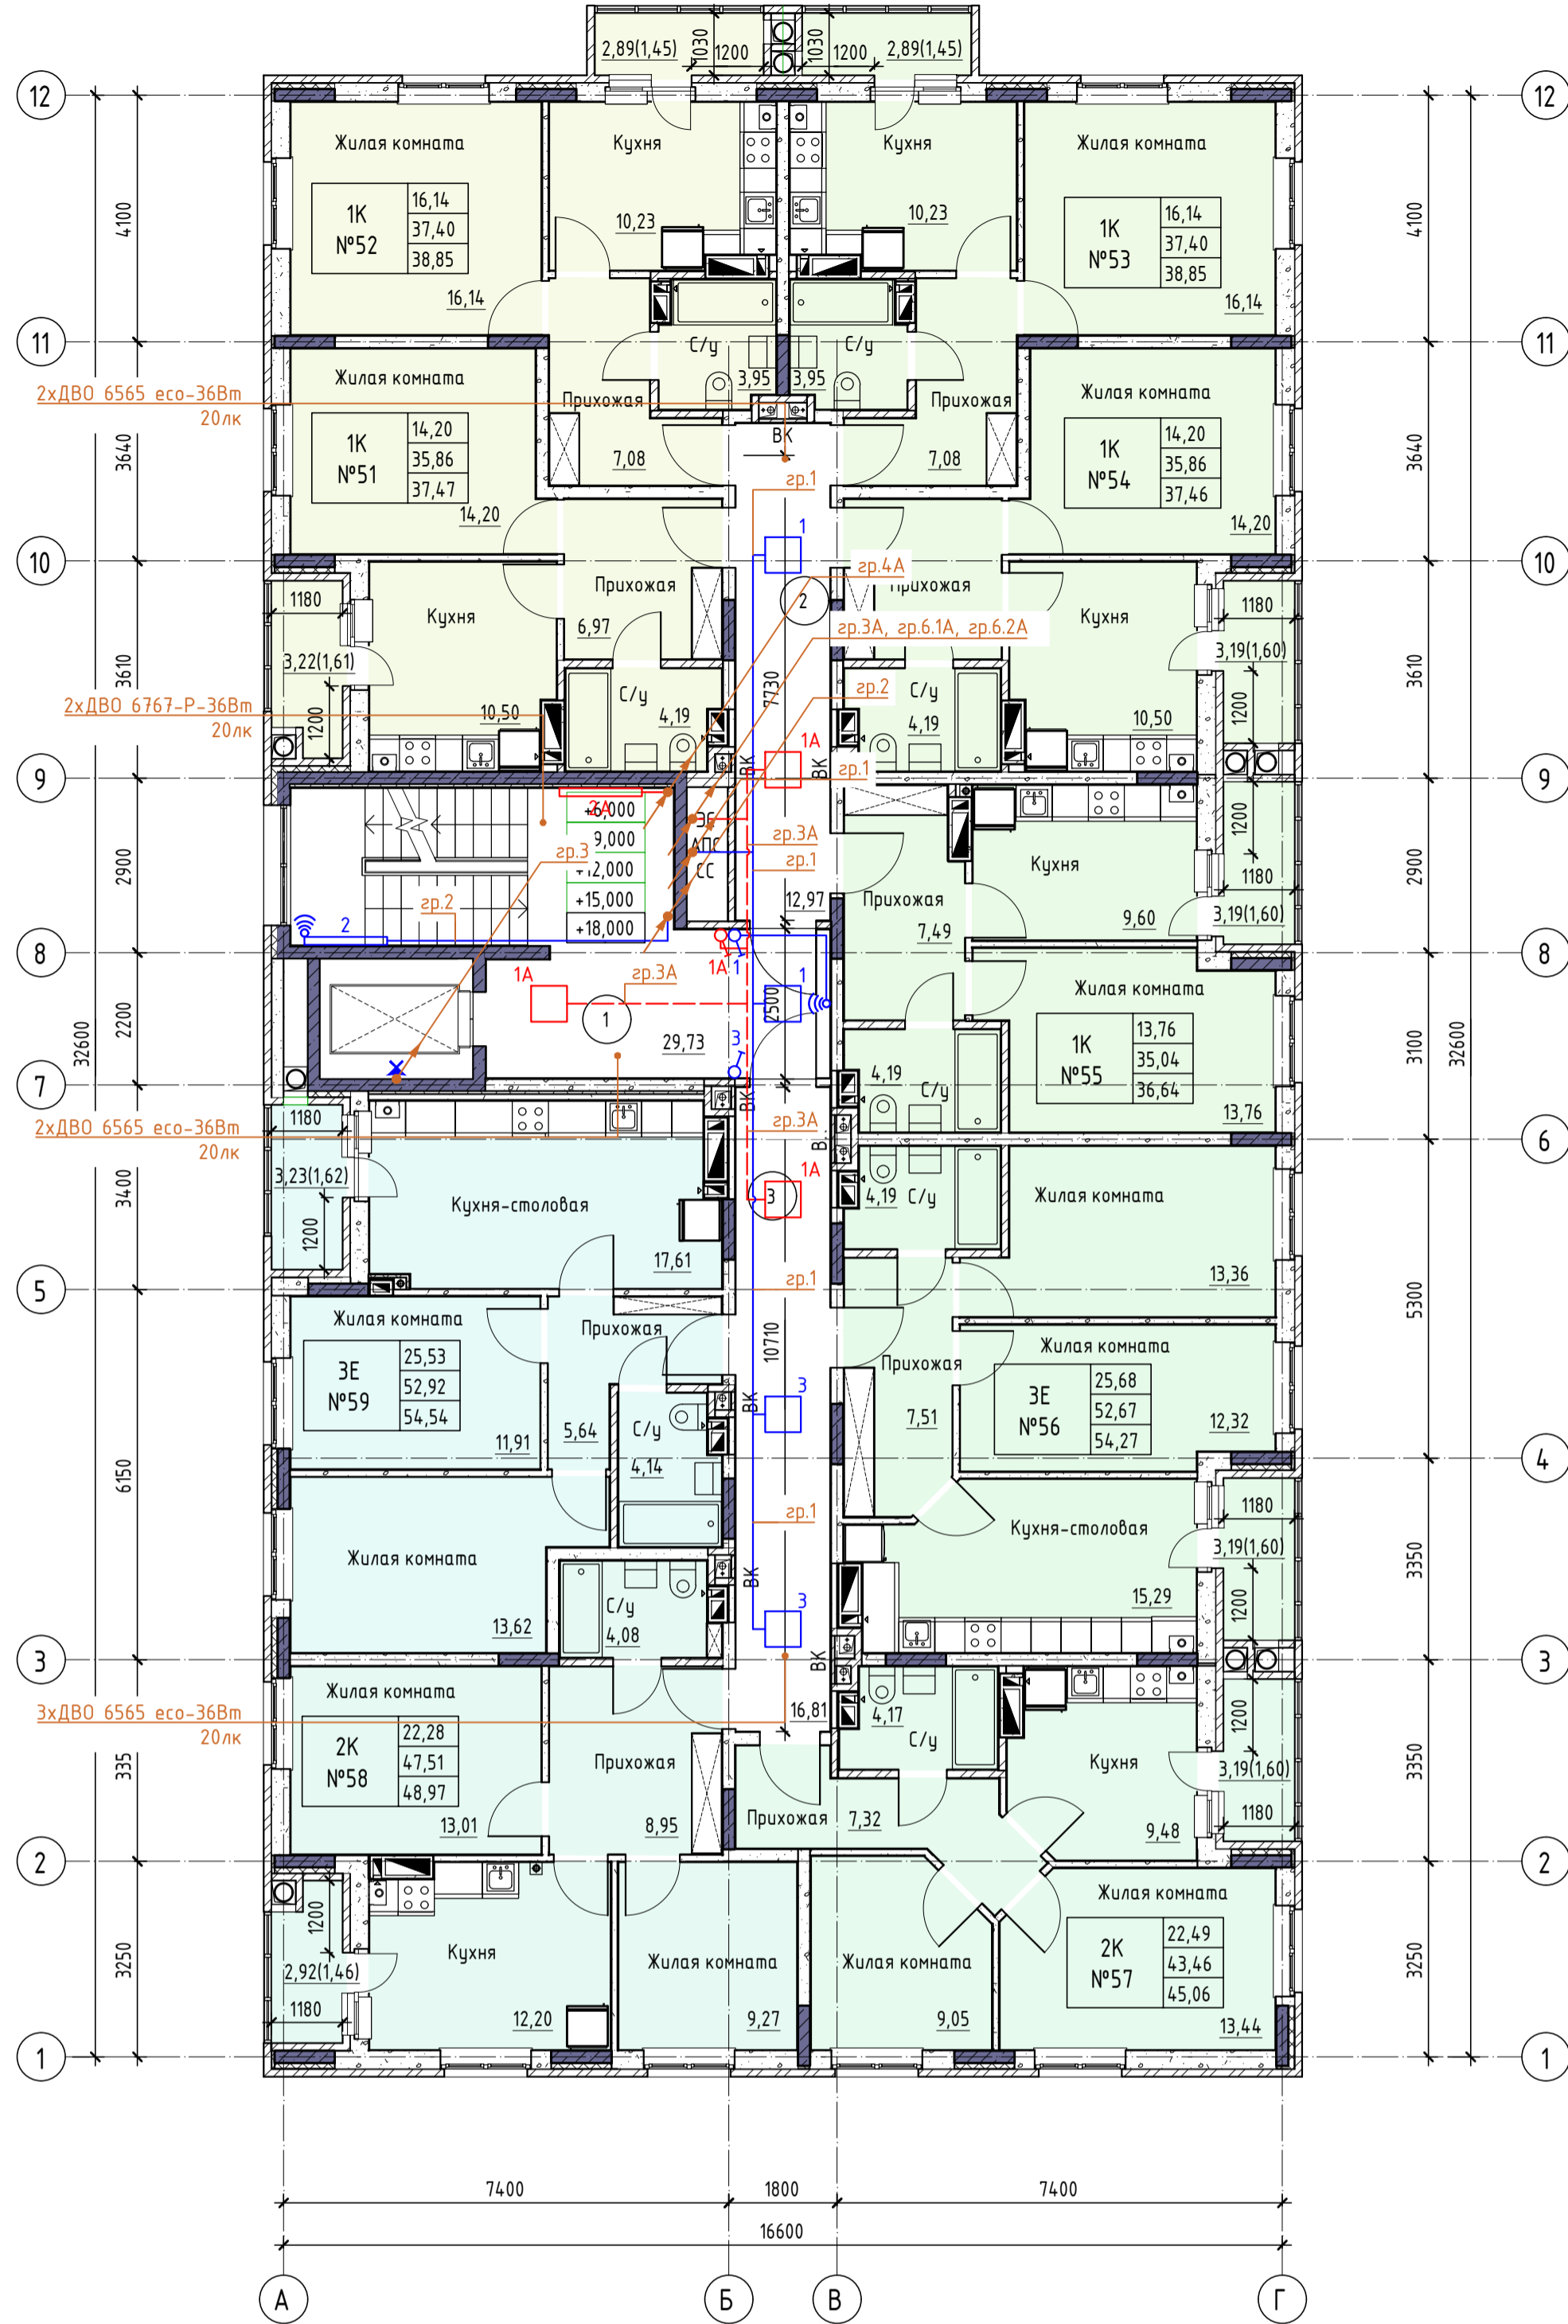 2,89(1,45)
1030
1200
1030
1200
2,89(1,45)
12
12
Жилая комната
Кухня
Кухня
Жилая комната
1К
№52
16,14
37,40
38,85
10,23
10,23
1К
№53
16,14
37,40
38,85
4100
4100
16,14
16,14
11
11
С/у
С/у
3,95
3,95
Жилая комната
Жилая комната
2хДВО 6565 eco-36Вт
20лк
Прихожая
Прихожая
1К
№51
14,20
35,86
37,47
ВК
1К
№54
14,20
35,86
37,46
3640
3640
7,08
7,08
гр.1
14,20
14,20
1
10
10
гр.4А
Прихожая
Прихожая
1180
Кухня
2
Кухня
1180
6,97
гр.3А, гр.6.1А, гр.6.2А
3,22(1,61)
3,19(1,60)
3610
3610
С/у
С/у
гр.2
7730
2хДВО 6767-Р-36Вт
20лк
1200
10,50
4,19
4,19
10,50
1200
1А
ВК
ВК
гр.1
9
9
2А
+6,000
1200
гр.3А
9,000
АПС
гр.3
гр.1
Кухня
СС
2900
2900
+15,000
1180
гр.2
12,97
Прихожая
2
+18,000
7,49
9,60
3,19(1,60)
8
8
1А
1
1А
гр.3А
1
Жилая комната
2500
1
2200
32600
29,73
3
1К
№55
13,76
35,04
36,64
3100
32600
4,19
С/у
7
ВК
13,76
1180
2хДВО 6565 eco-36Вт
20лк
гр.3А
6
3,23(1,62)
1А
3
4,19
С/у
Жилая комната
3400
Кухня-столовая
1200
17,61
13,36
5
гр.1
Жилая комната
Прихожая
5300
10710
Жилая комната
3Е
№59
25,53
52,92
54,54
Прихожая
3Е
№56
25,68
52,67
54,27
3
ВК
С/у
7,51
12,32
11,91
5,64
4,14
4
6150
1180
гр.1
Кухня-столовая
3,19(1,60)
Жилая комната
3350
ВК
С/у
15,29
1200
3
13,62
4,08
3
3
ВК
Жилая комната
16,81
4,17
3хДВО 6565 eco-36Вт
20лк
1200
2К
№58
22,28
47,51
48,97
С/у
335
3350
Прихожая
Кухня
3,19(1,60)
Прихожая
7,32
1180
13,01
8,95
9,48
2
2
Жилая комната
1200
2К
№57
22,49
43,46
45,06
Кухня
Жилая комната
Жилая комната
3250
3250
2,92(1,46)
1180
12,20
9,27
9,05
13,44
1
1
7400
1800
7400
16600
А
Б
В
Г